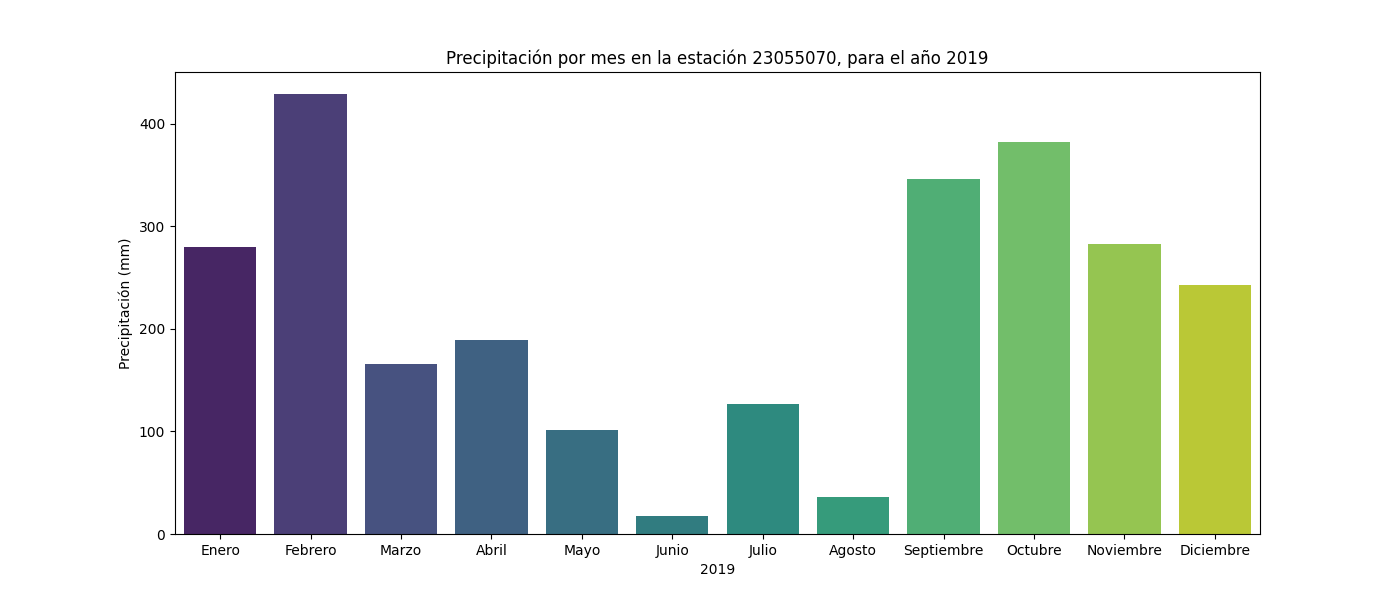 Precipitación por mes en la estación 23055070, para el año 2019
Precipitación (mm)
400
300
200
100
0
Enero Febrero Marzo Abril Mayo Junio Julio Agosto Septiembre Octubre Noviembre Diciembre
2019